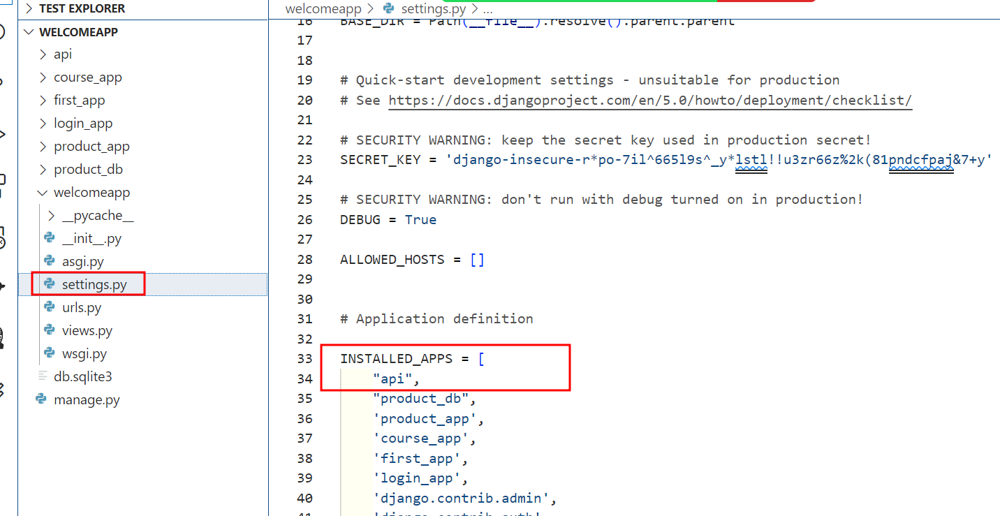 TEST EXPLORER
WELCOMEAPP
api
course_app
first_app
login_app
product_app
product_db
welcomeapp
__pycache__
__init__.py
asgi.py
settings.py
urls.py
views.py
wsgi.py
db.sqlite3
manage.py
welcomeapp > settings.py > ...
16 BASE_DIR = Path(__file__).resolve().parent.parent
17
18
19 # Quick-start development settings - unsuitable for production
20 # See https://docs.djangoproject.com/en/5.0/howto/deployment/checklist/
21
22 # SECURITY WARNING: keep the secret key used in production secret!
23 SECRET_KEY = 'django-insecure-r*po-7il^665l9s^_y*lstl!!u3zr66z%2k(81pndcfpaj&7+y'
24
25 # SECURITY WARNING: don't run with debug turned on in production!
26 DEBUG = True
27
28 ALLOWED_HOSTS = []
29
30
31 # Application definition
32
33 INSTALLED_APPS = [
34 "api",
35 "product_db",
36 'product_app',
37 'course_app',
38 'first_app',
39 'login_app',
40 'django.contrib.admin',
41 'django.contrib.auth'